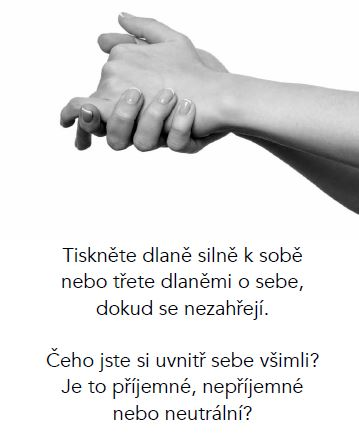 Tiskněte dlaně silně k sobě
nebo třete dlaněmi o sebe,
dokud se nezahřejí.
Čeho jste si uvnitř sebe všimli?
Je to příjemné, nepříjemné
nebo neutrální?